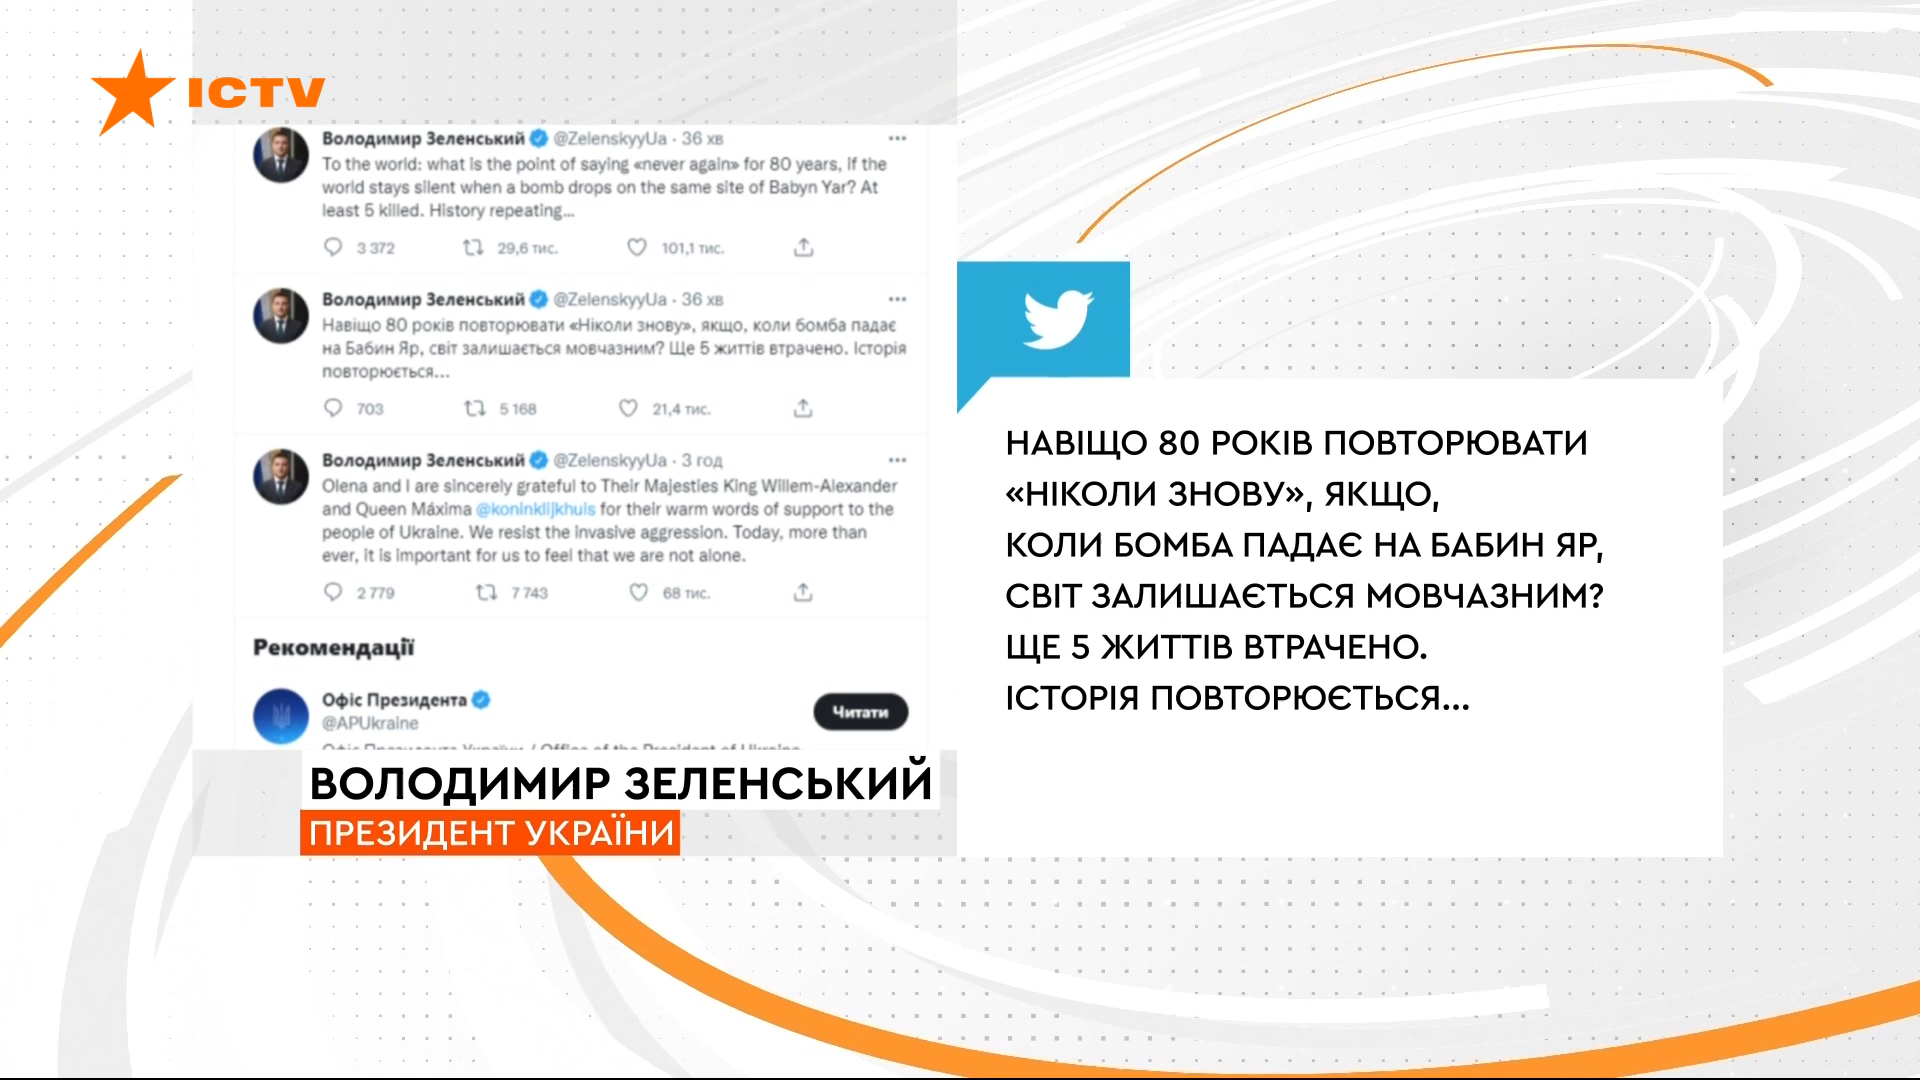 ICTV
Володимир Зеленський @ZelenskyyUa · 36 хв
To the world: what is the point of saying «never again» for 80 years, if the
world stays silent when a bomb drops on the same site of Babyn Yar? At
least 5 killed. History repeating...
3 372 29,6 тис. 101,1 тис.
Володимир Зеленський @ZelenskyyUa · 36 хв
Навіщо 80 років повторювати «Ніколи знову», якщо, коли бомба падає
на Бабин Яр, світ залишається мовчазним? Ще 5 життів втрачено. Історія
повторюється...
703 5 168 21,4 тис.
Володимир Зеленський @ZelenskyyUa · 3 год
Olena and I are sincerely grateful to Their Majesties King Willem-Alexander
and Queen Máxima @koninklijkhuis for their warm words of support to the
people of Ukraine. We resist the invasive aggression. Today, more than
ever, it is important for us to feel that we are not alone.
2 779 7 743 68 тис.
Рекомендації
Офіс Президента
@APUkraine
Читати
Офіс Президента України / Office of the President of Ukraine
ВОЛОДИМИР ЗЕЛЕНСЬКИЙ
ПРЕЗИДЕНТ УКРАЇНИ
НАВІЩО 80 РОКІВ ПОВТОРЮВАТИ
«НІКОЛИ ЗНОВУ», ЯКЩО,
КОЛИ БОМБА ПАДАЄ НА БАБИН ЯР,
СВІТ ЗАЛИШАЄТЬСЯ МОВЧАЗНИМ?
ЩЕ 5 ЖИТТІВ ВТРАЧЕНО.
ІСТОРІЯ ПОВТОРЮЄТЬСЯ...